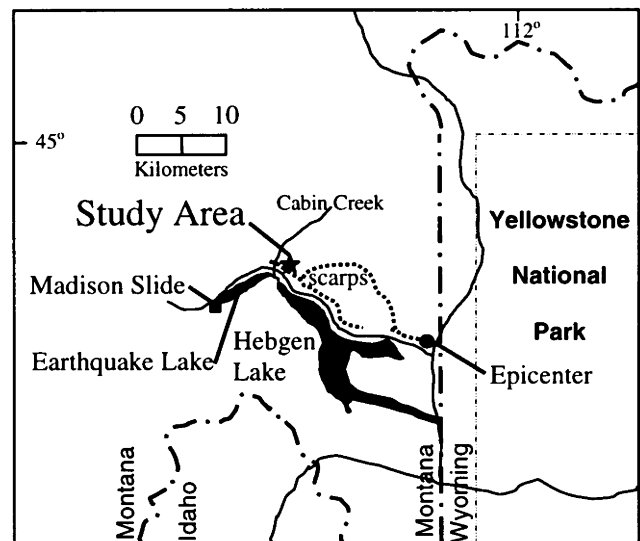 112°
0 5 10
45°
Kilometers
Cabin Creek
Study Area
Yellowstone
National
Park
scarps
Madison Slide
Earthquake Lake
Hebgen
Lake
Epicenter
Montana
Idaho
Montana
Wyoming